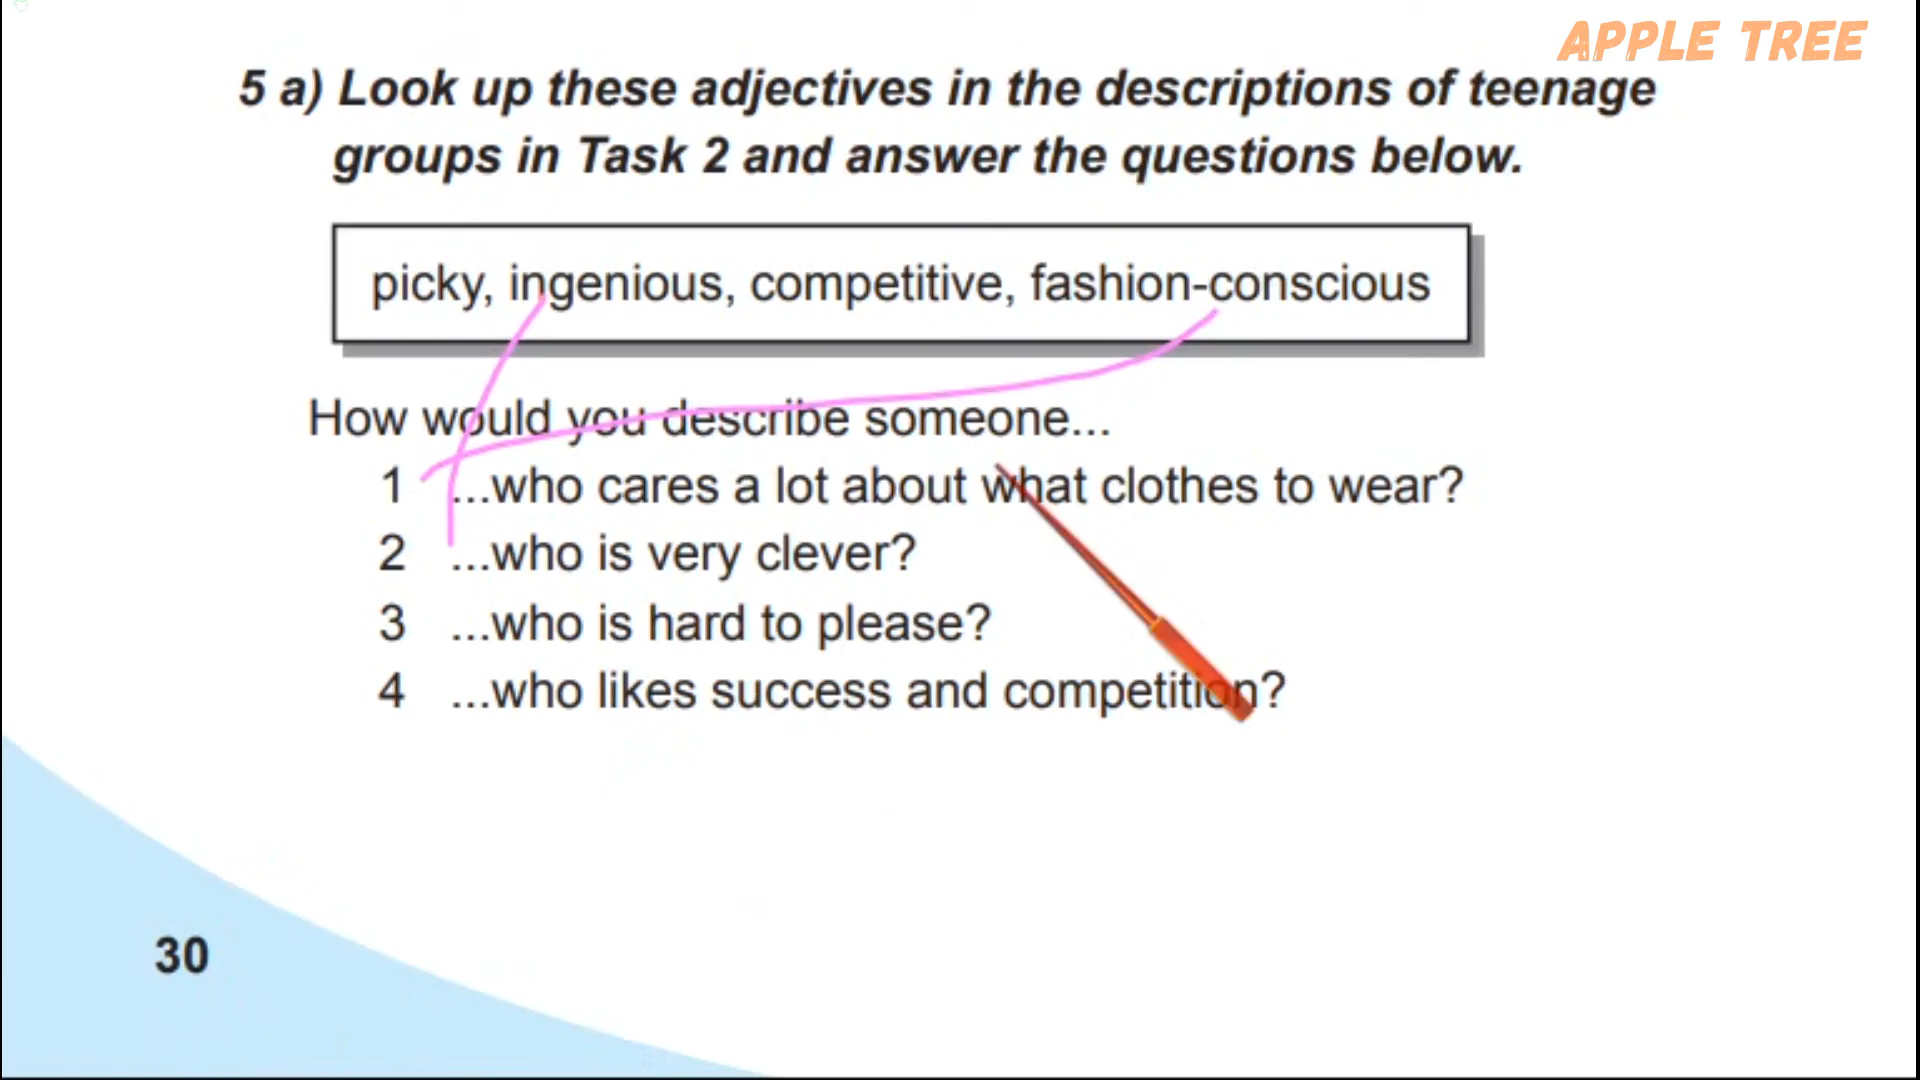 APPLE TREE
5 a) Look up these adjectives in the descriptions of teenage
groups in Task 2 and answer the questions below.
picky, ingenious, competitive, fashion-conscious
How would you describe someone...
1 ...who cares a lot about what clothes to wear?
2 ...who is very clever?
3 ...who is hard to please?
4 ...who likes success and competition?
30